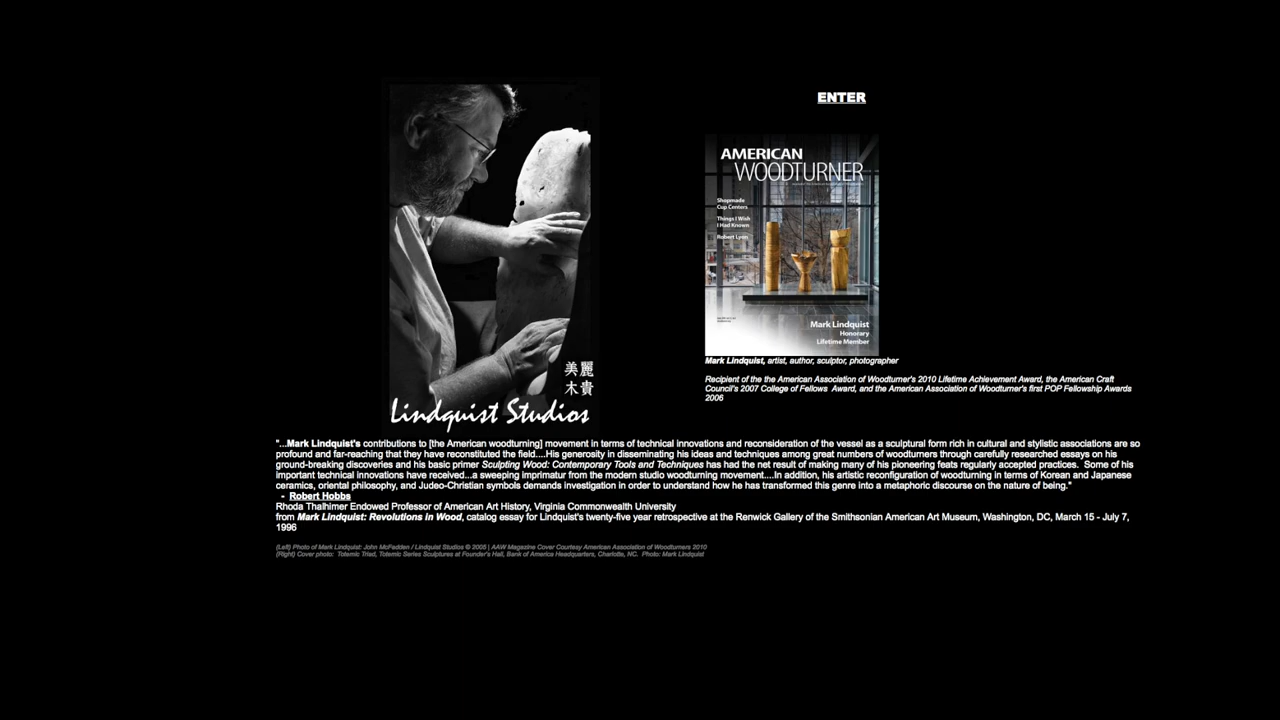 ENTER
AMERICAN
WOODTURNER
Shopmade
Cup Centers
Things I Wish
I Had Known
Robert Lyon
Mark Lindquist
Honorary
Lifetime Member
美麗
木貴
Lindquist Studios
Mark Lindquist, artist, author, sculptor, photographer
Recipient of the the American Association of Woodturner's 2010 Lifetime Achievement Award, the American Craft
Council's 2007 College of Fellows Award, and the American Association of Woodturner's first POP Fellowship Awards
2006
"...Mark Lindquist's contributions to [the American woodturning] movement in terms of technical innovations and reconsideration of the vessel as a sculptural form rich in cultural and stylistic associations are so
profound and far-reaching that they have reconstituted the field....His generosity in disseminating his ideas and techniques among great numbers of woodturners through carefully researched essays on his
ground-breaking discoveries and his basic primer Sculpting Wood: Contemporary Tools and Techniques has had the net result of making many of his pioneering feats regularly accepted practices. Some of his
important technical innovations have received...a sweeping imprimatur from the modern studio woodturning movement....In addition, his artistic reconfiguration of woodturning in terms of Korean and Japanese
ceramics, oriental philosophy, and Judeo-Christian symbols demands investigation in order to understand how he has transformed this genre into a metaphoric discourse on the nature of being."
- Robert Hobbs
Rhoda Thalhimer Endowed Professor of American Art History, Virginia Commonwealth University
from Mark Lindquist: Revolutions in Wood, catalog essay for Lindquist's twenty-five year retrospective at the Renwick Gallery of the Smithsonian American Art Museum, Washington, DC, March 15 - July 7,
1996
(Left) Photo of Mark Lindquist: John McFadden / Lindquist Studios © 2005 | AAW Magazine Cover Courtesy American Association of Woodturners 2010
(Right) Cover photo: Totemic Tried, Totemic Series Sculptures at Founder's Hall, Bank of America Headquarters, Charlotte, NC. Photo: Mark Lindquist